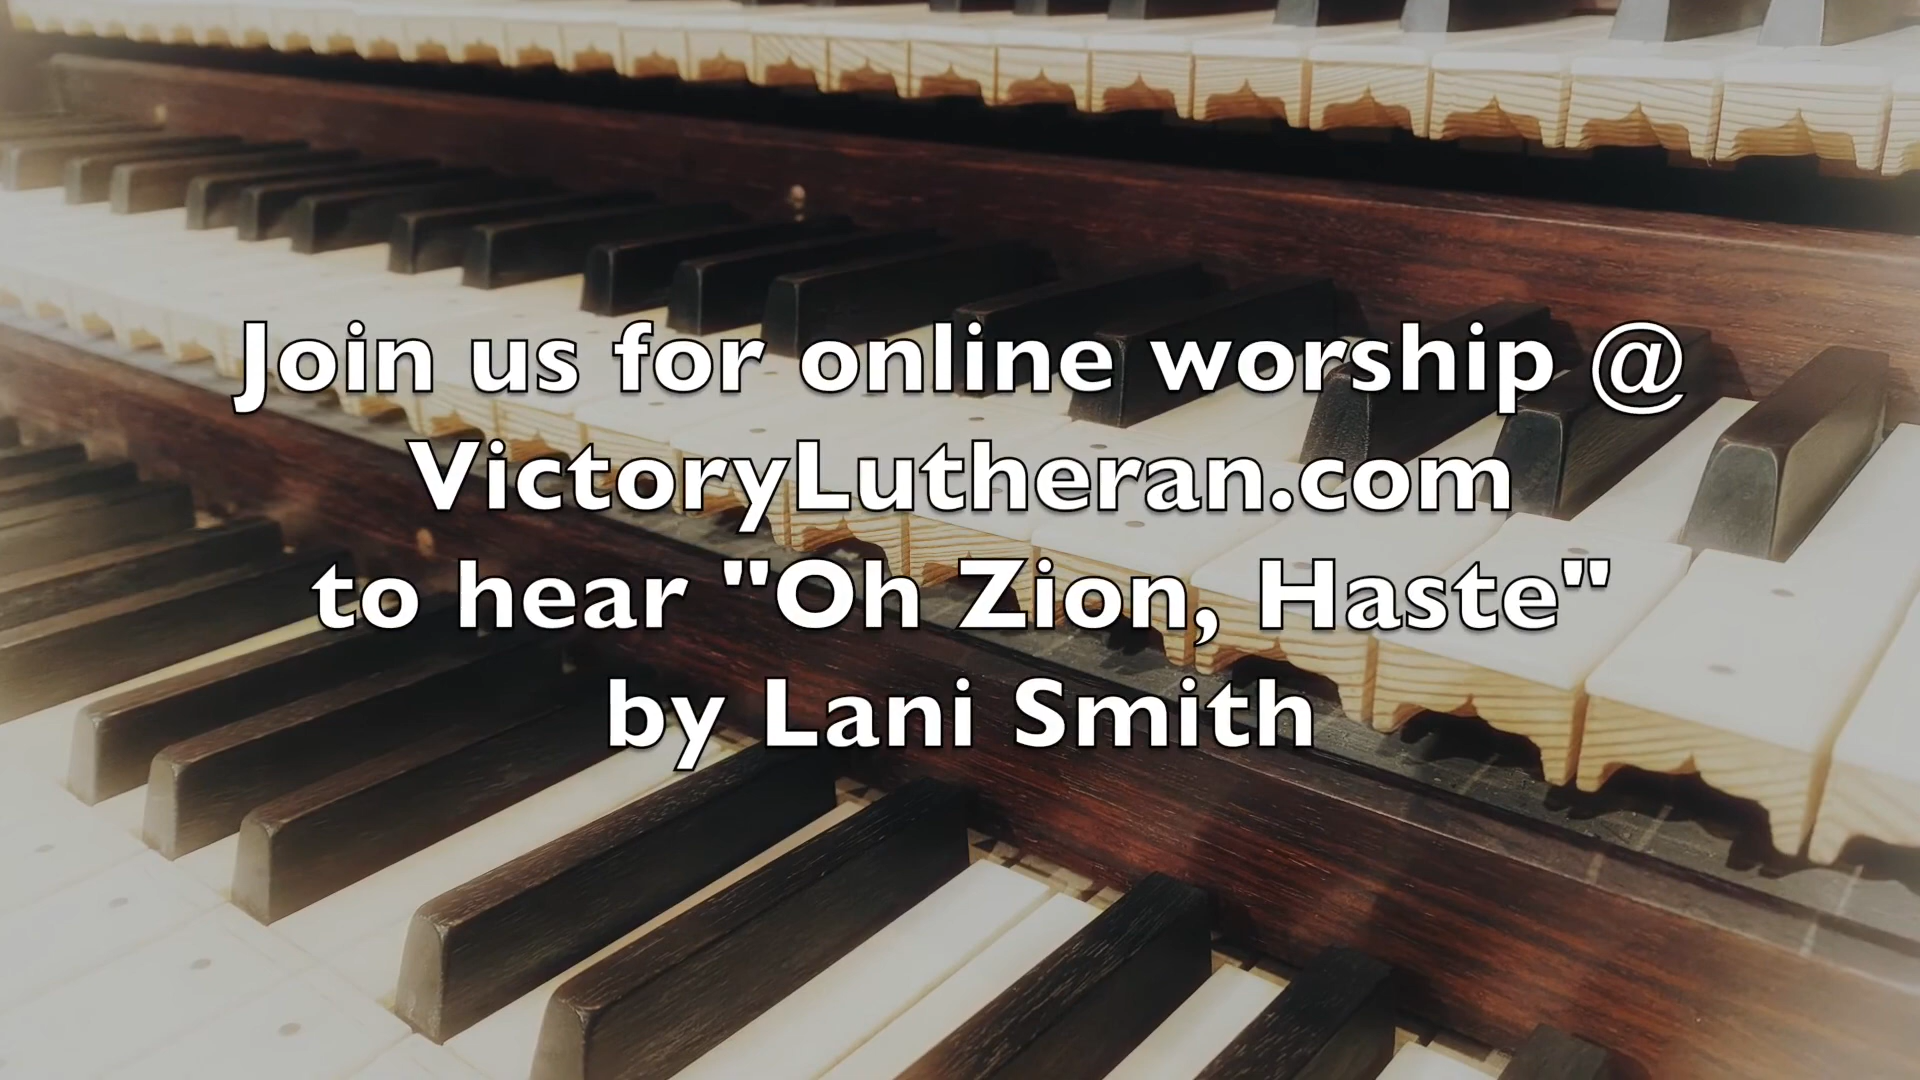 Join us for online worship @
VictoryLutheran.com
to hear "Oh Zion, Haste"
by Lani Smith